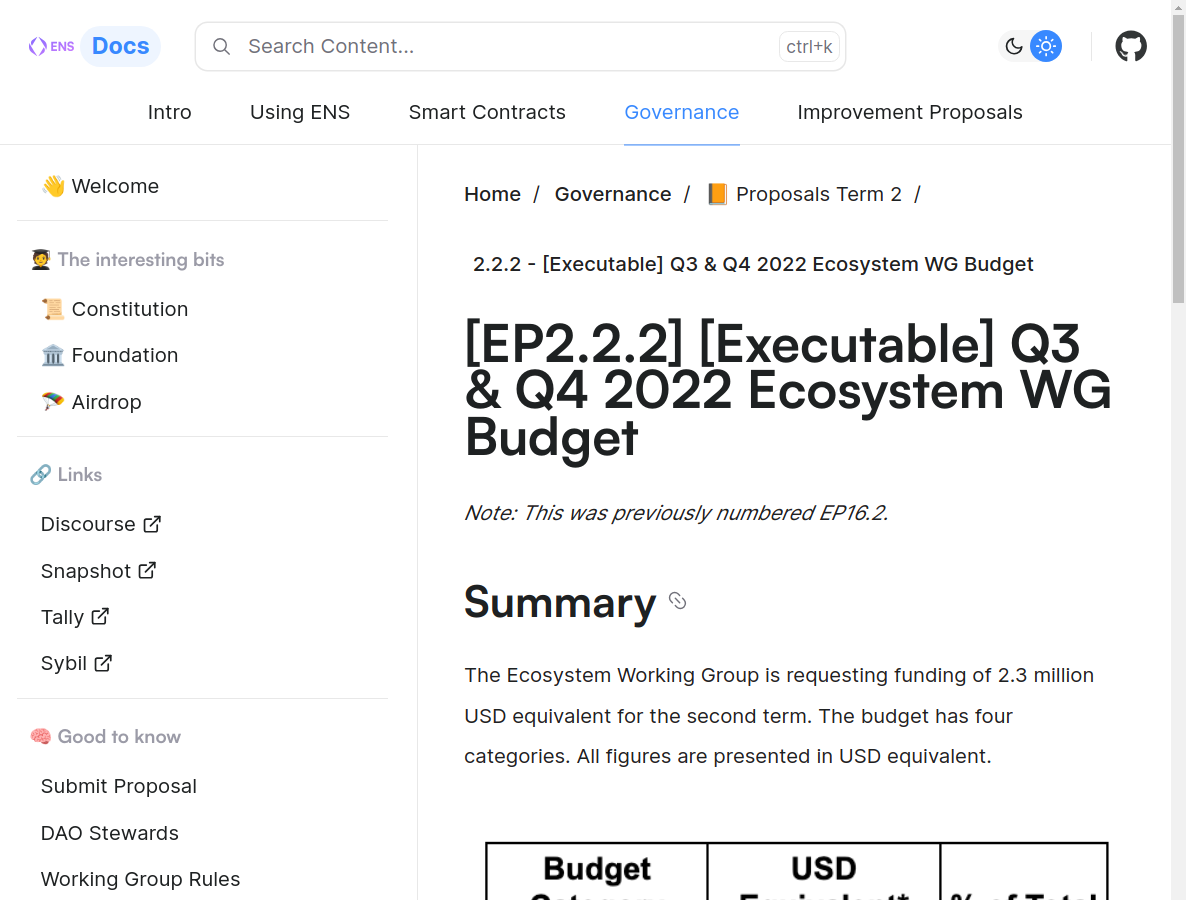 ENS Docs
Search Content...
ctrl+k
Intro
Using ENS
Smart Contracts
Governance
Improvement Proposals
👋 Welcome
🧑‍🎓 The interesting bits
📜 Constitution
🏛️ Foundation
🪂 Airdrop
🔗 Links
Discourse
Snapshot
Tally
Sybil
🧠 Good to know
Submit Proposal
DAO Stewards
Working Group Rules
Home / Governance / 📙 Proposals Term 2 /
2.2.2 - [Executable] Q3 & Q4 2022 Ecosystem WG Budget
[EP2.2.2] [Executable] Q3
& Q4 2022 Ecosystem WG
Budget
Note: This was previously numbered EP16.2.
Summary
The Ecosystem Working Group is requesting funding of 2.3 million
USD equivalent for the second term. The budget has four
categories. All figures are presented in USD equivalent.
Budget
Category
USD
Equivalent*
% of Total